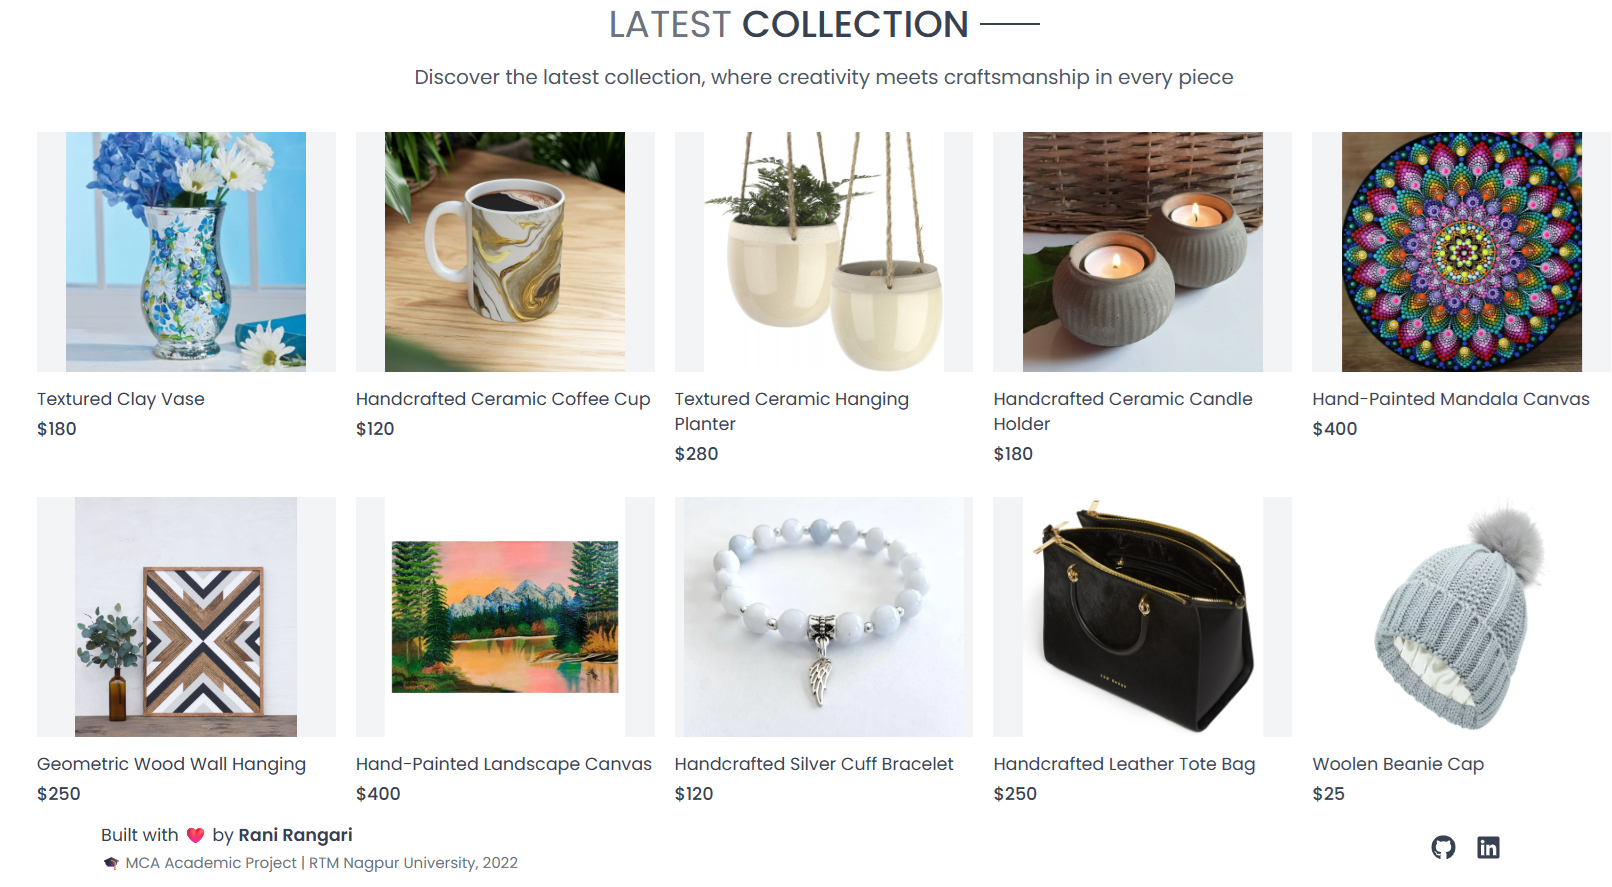 LATEST COLLECTION
Discover the latest collection, where creativity meets craftsmanship in every piece
Textured Clay Vase
$180
Handcrafted Ceramic Coffee Cup
$120
Textured Ceramic Hanging
Planter
$280
Handcrafted Ceramic Candle
Holder
$180
Hand-Painted Mandala Canvas
$400
TED BAKER
Geometric Wood Wall Hanging
$250
Hand-Painted Landscape Canvas
$400
Handcrafted Silver Cuff Bracelet
$120
Handcrafted Leather Tote Bag
$250
Woolen Beanie Cap
$25
Built with ❤️ by Rani Rangari
🎓 MCA Academic Project | RTM Nagpur University, 2022
in